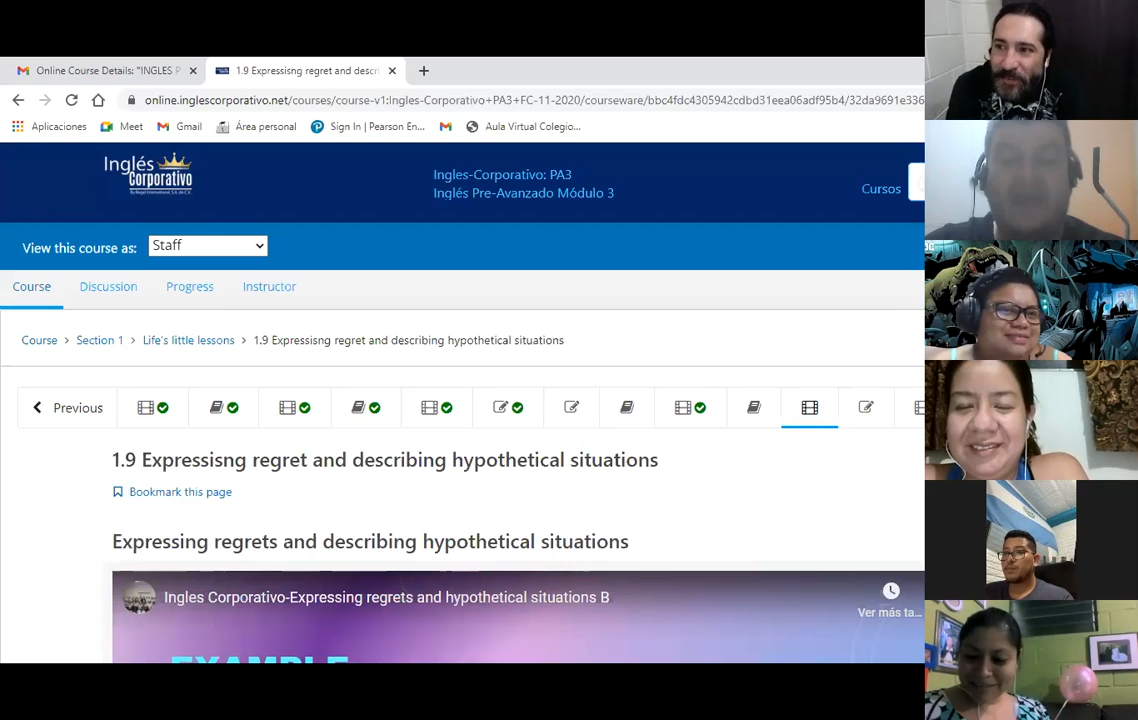 Online Course Details: "INGLES P
1.9 Expressisng regret and descri
online.inglescorporativo.net/courses/course-v1:Ingles-Corporativo+PA3+FC-11-2020/courseware/bbc4fdc4305942cdbd31eea06adf95b4/32da9691e336
Aplicaciones
Meet
Gmail
Área personal
Sign In | Pearson En...
Aula Virtual Colegio...
Inglés
Corporativo
Ingles-Corporativo: PA3
Inglés Pre-Avanzado Módulo 3
Cursos
View this course as:
Staff
Course
Discussion
Progress
Instructor
Course > Section 1 > Life's little lessons > 1.9 Expressisng regret and describing hypothetical situations
Previous
1.9 Expressisng regret and describing hypothetical situations
Bookmark this page
Expressing regrets and describing hypothetical situations
Ingles Corporativo-Expressing regrets and hypothetical situations B
Ver más ta...
EXAMPLE